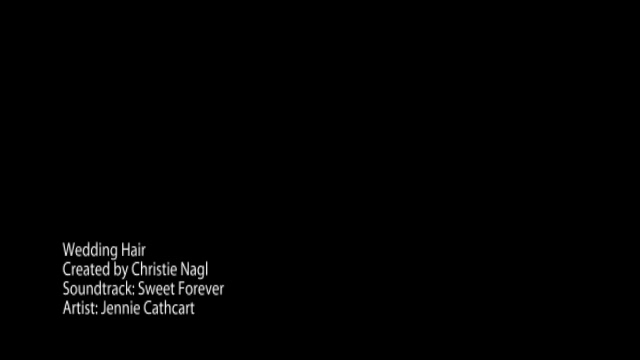 Wedding Hair
Created by Christie Nagl
Soundtrack: Sweet Forever
Artist: Jennie Cathcart